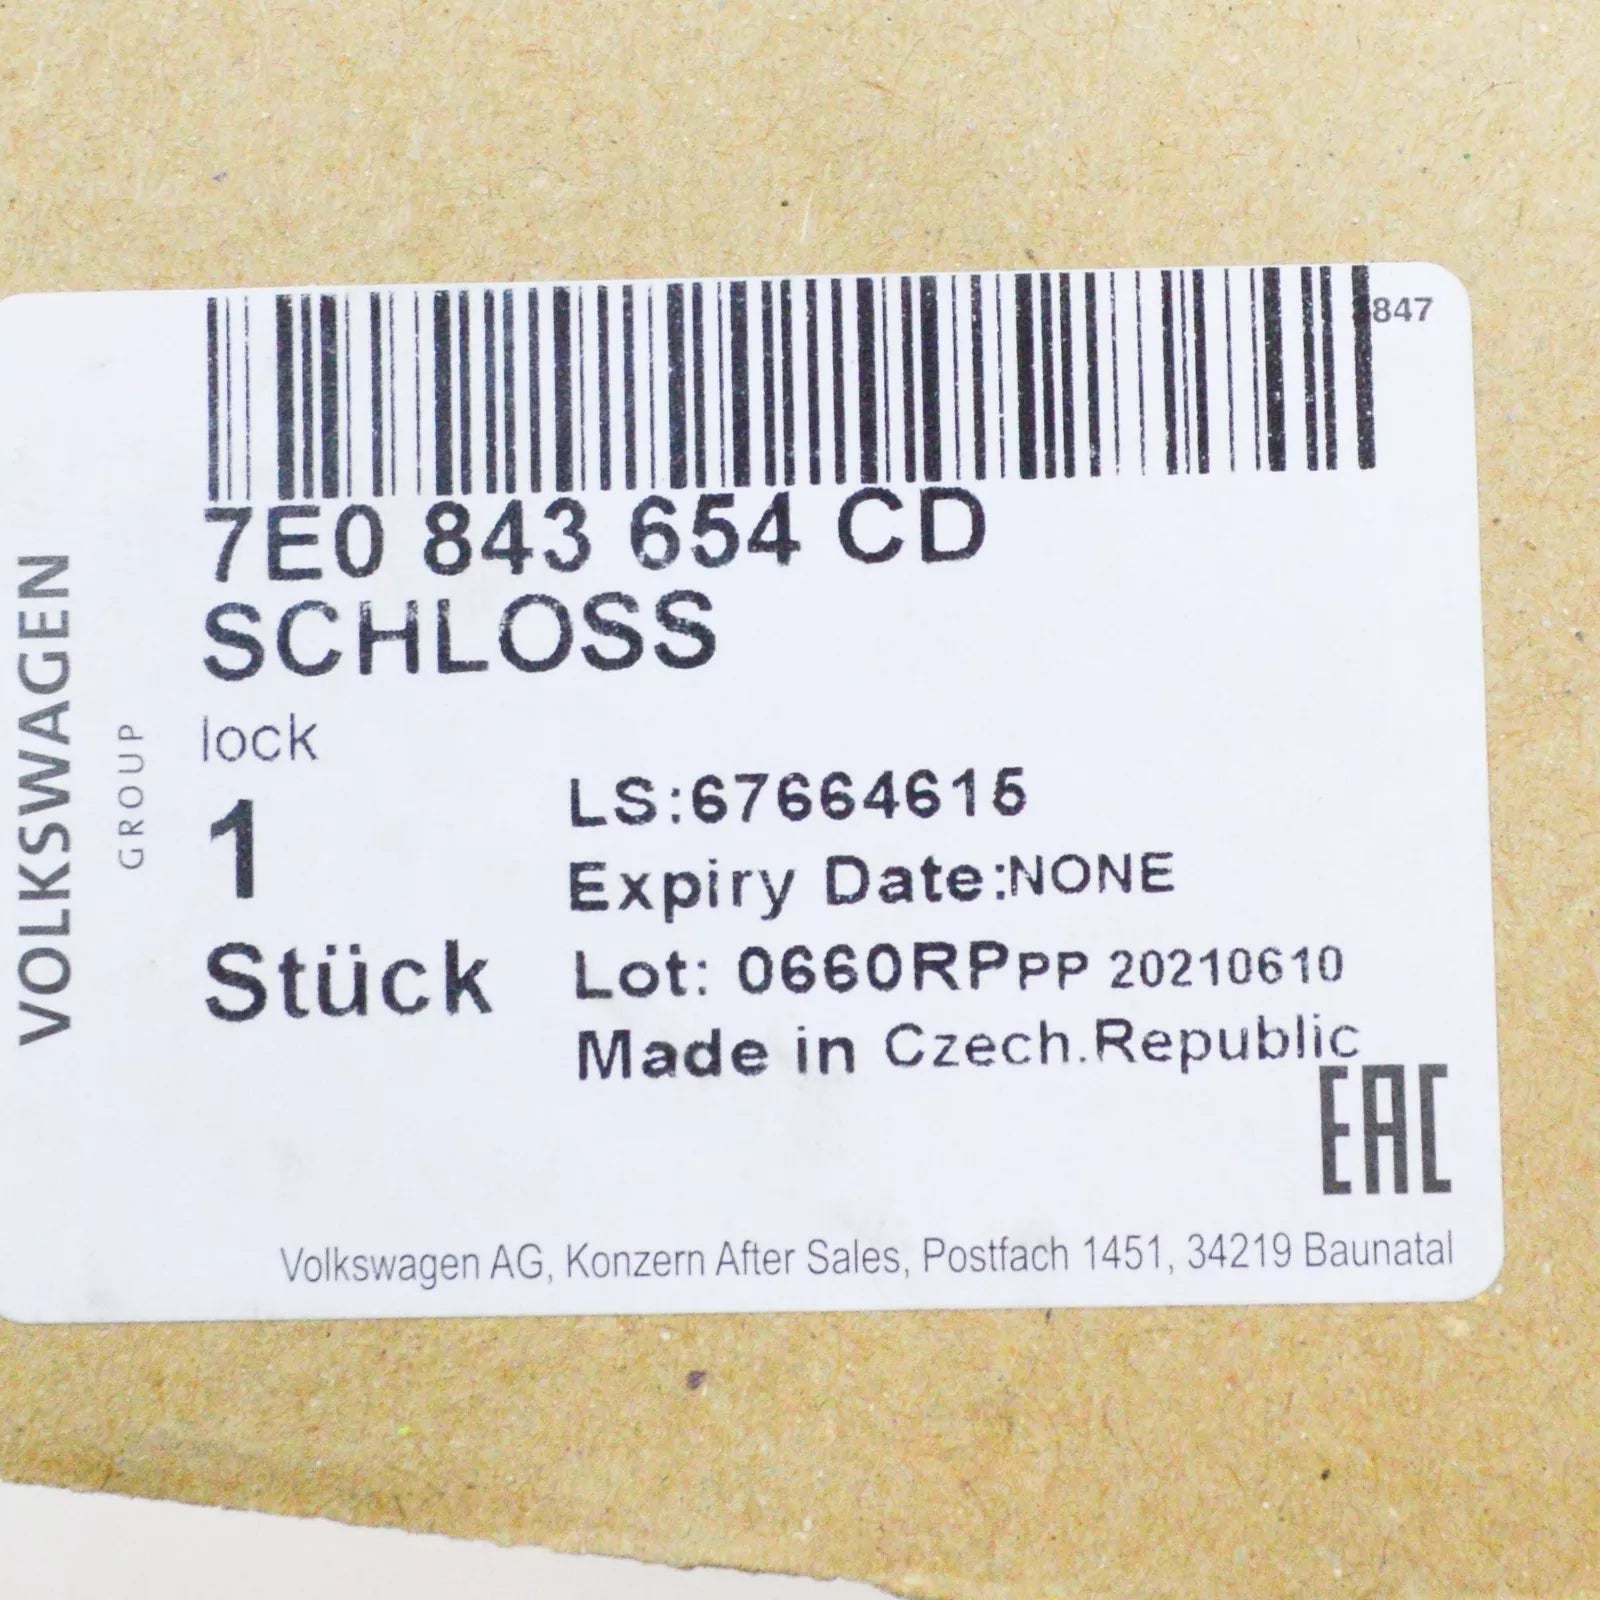 847
7E0 843 654 CD
SCHLOSS
lock
1
Stück
LS:67664615
Expiry Date:NONE
Lot: 0660RPPP 20210610
Made in Czech.Republic
EAC
Volkswagen AG, Konzern After Sales, Postfach 1451, 34219 Baunatal
VOLKSWAGEN
GROUP